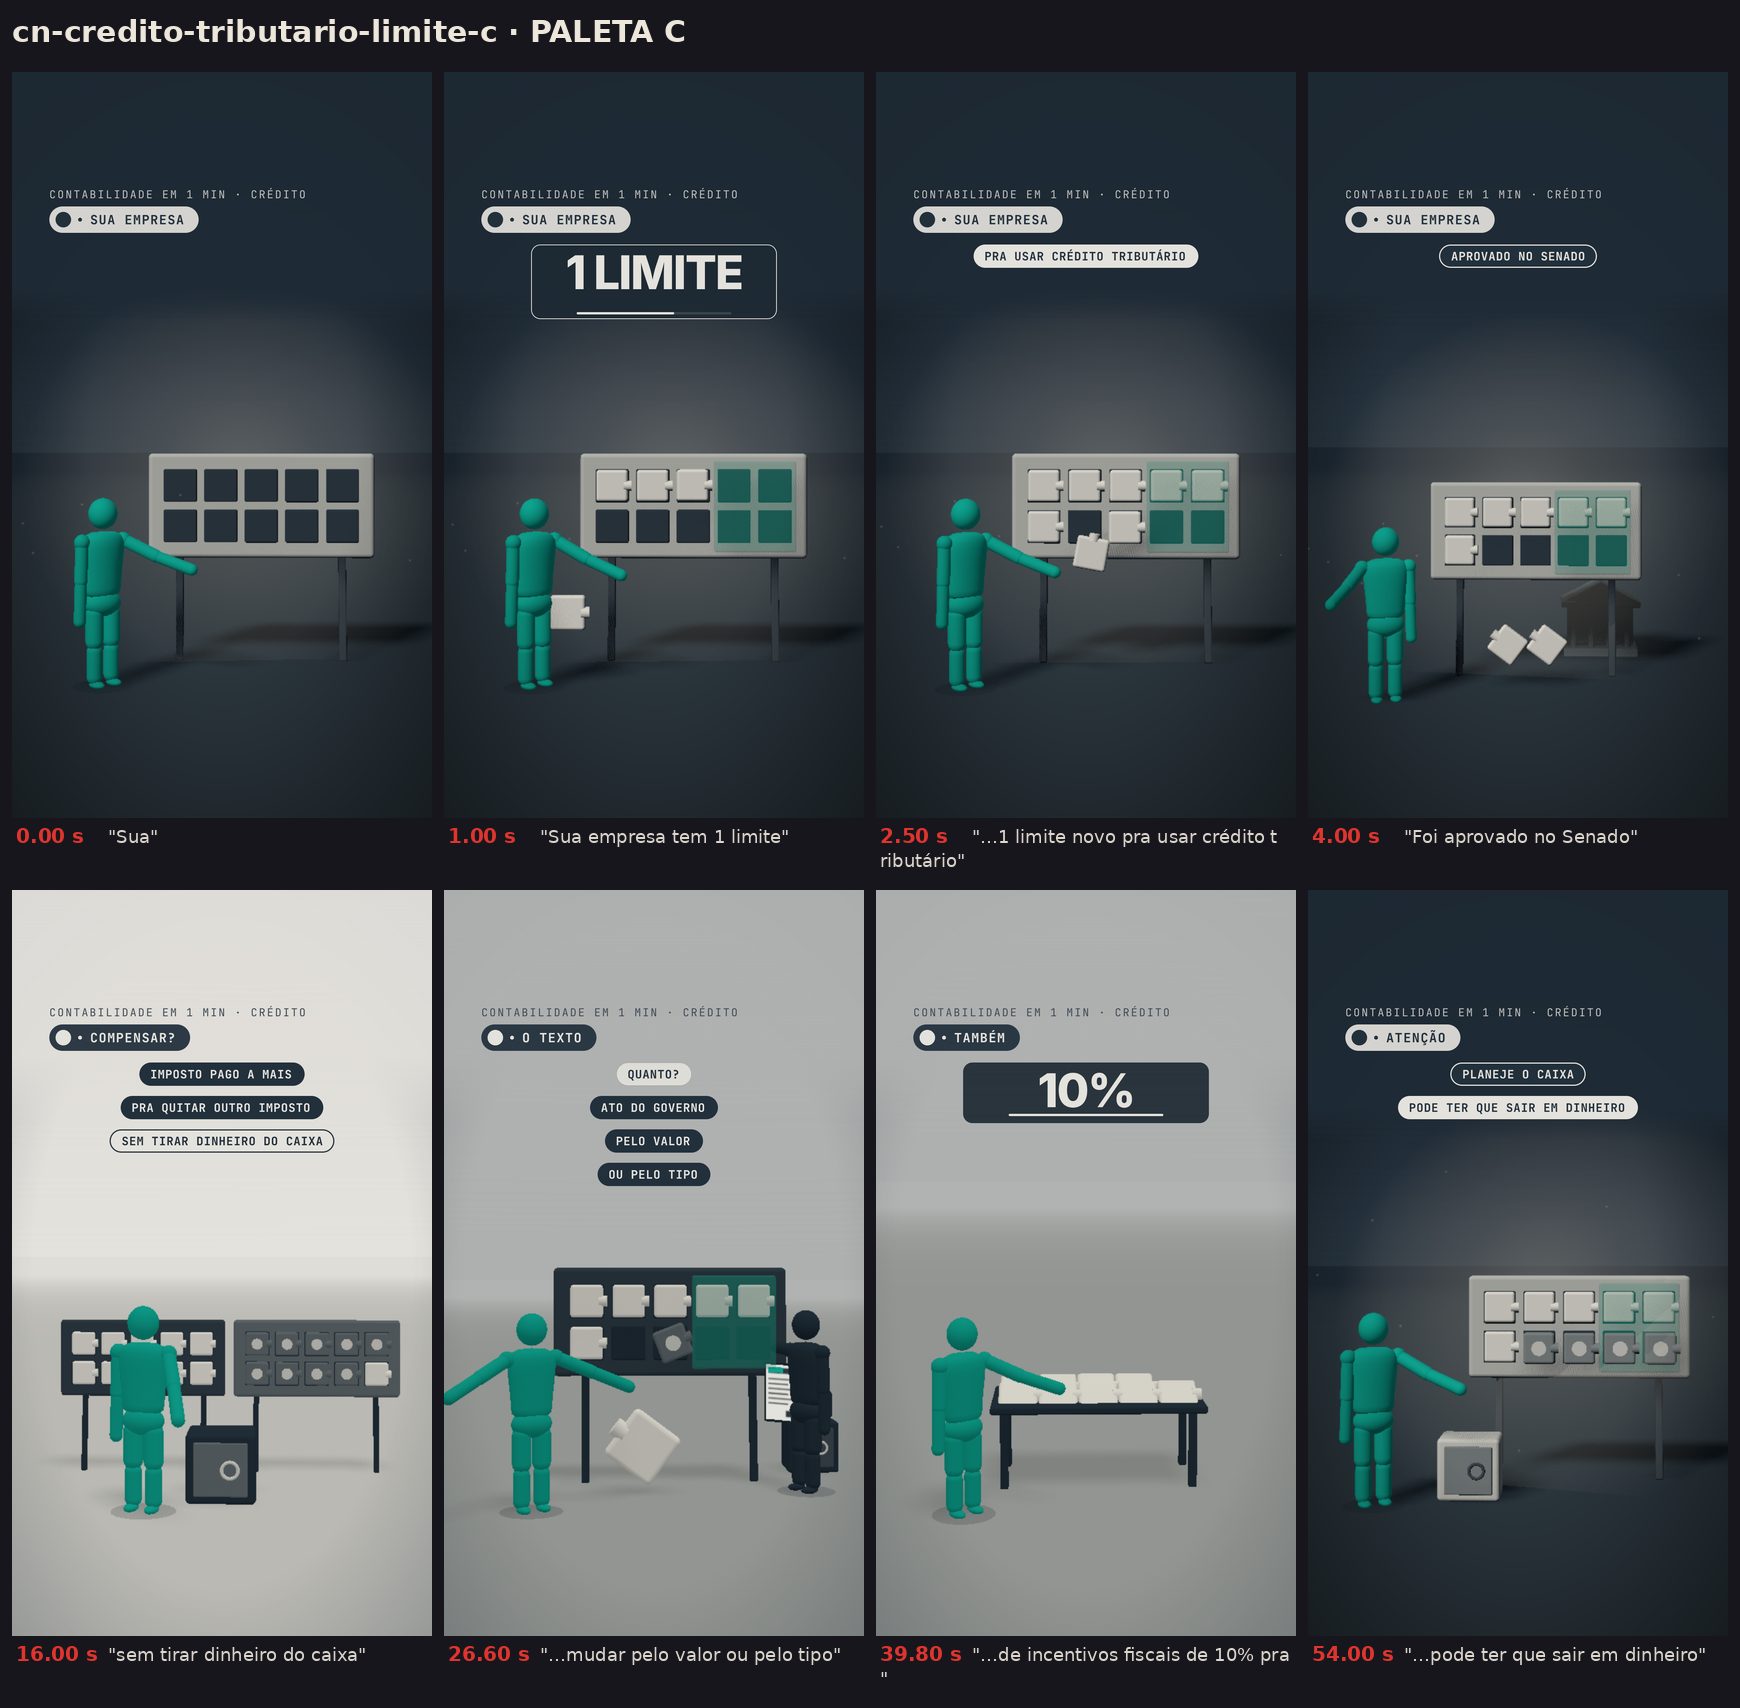 cn-credito-tributario-limite-c · PALETA C
CONTABILIDADE EM 1 MIN · CRÉDITO
• SUA EMPRESA
0.00 s "Sua"
CONTABILIDADE EM 1 MIN · CRÉDITO
• SUA EMPRESA
1 LIMITE
1.00 s "Sua empresa tem 1 limite"
CONTABILIDADE EM 1 MIN · CRÉDITO
• SUA EMPRESA
PRA USAR CRÉDITO TRIBUTÁRIO
2.50 s "...1 limite novo pra usar crédito t
ributário"
CONTABILIDADE EM 1 MIN · CRÉDITO
• SUA EMPRESA
APROVADO NO SENADO
4.00 s "Foi aprovado no Senado"
CONTABILIDADE EM 1 MIN · CRÉDITO
• COMPENSAR?
IMPOSTO PAGO A MAIS
PRA QUITAR OUTRO IMPOSTO
SEM TIRAR DINHEIRO DO CAIXA
16.00 s "sem tirar dinheiro do caixa"
CONTABILIDADE EM 1 MIN · CRÉDITO
• O TEXTO
QUANTO?
ATO DO GOVERNO
PELO VALOR
OU PELO TIPO
26.60 s "...mudar pelo valor ou pelo tipo"
CONTABILIDADE EM 1 MIN · CRÉDITO
• TAMBÉM
10%
39.80 s "...de incentivos fiscais de 10% pra
"
CONTABILIDADE EM 1 MIN · CRÉDITO
• ATENÇÃO
PLANEJE O CAIXA
PODE TER QUE SAIR EM DINHEIRO
54.00 s "...pode ter que sair em dinheiro"